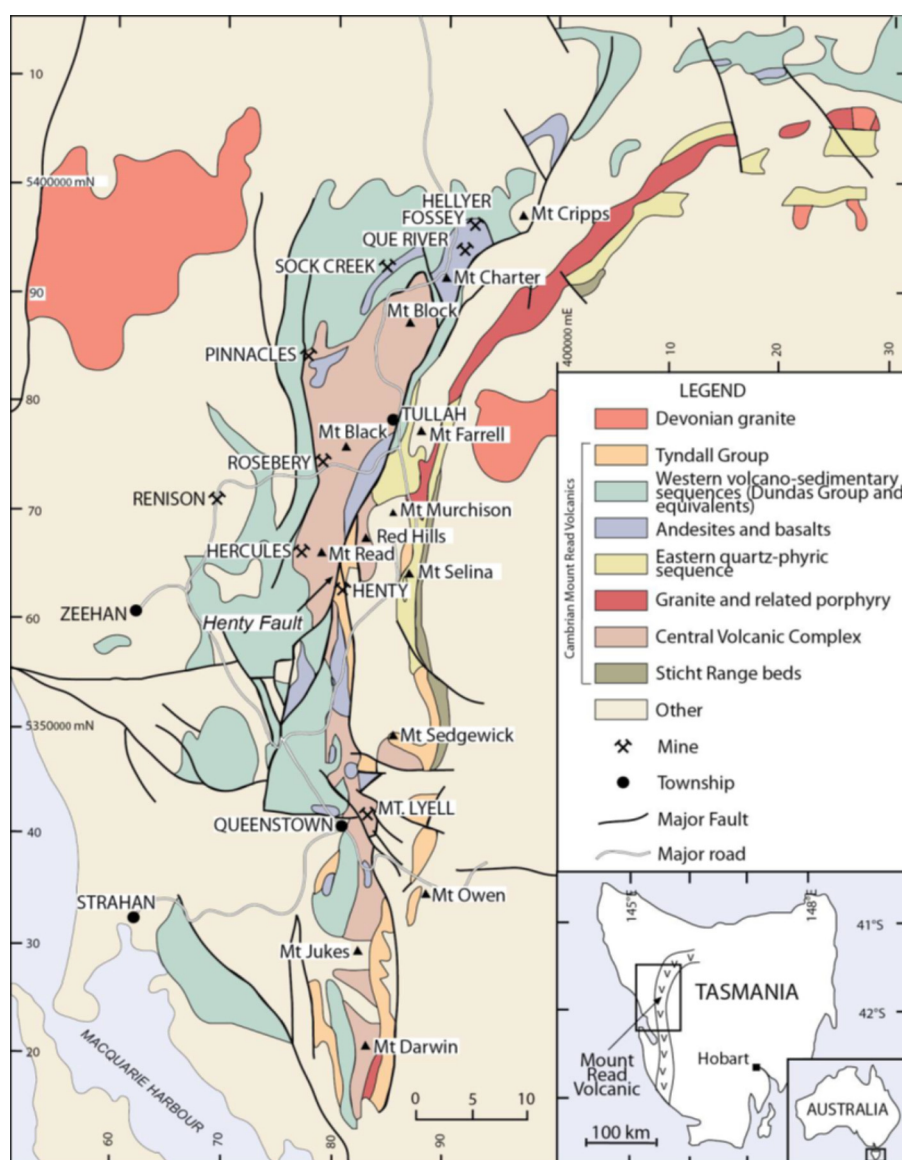 10
5400000 mN
HELLYER
FOSSEY
Mt Cripps
QUE RIVER
SOCK CREEK
Mt Charter
90
Mt Block
PINNACLES
400000 mE
10
20
30
80
TULLAH
Mt Black
Mt Farrell
ROSEBERY
RENISON
70
Mt Murchison
Red Hills
HERCULES
Mt Read
Mt Selina
HENTY
ZEEHAN
60
Henty Fault
5350000 mN
Mt Sedgewick
MT. LYELL
QUEENSTOWN
40
Mt Owen
STRAHAN
30
Mt Jukes
Mt Darwin
20
MACQUARIE HARBOUR
0
5
10
60
70
80
90
LEGEND
Devonian granite
Cambrian Mount Read Volcanics
Tyndall Group
Western volcano-sedimentary
sequences (Dundas Group and
equivalents)
Andesites and basalts
Eastern quartz-phyric
sequence
Granite and related porphyry
Central Volcanic Complex
Sticht Range beds
Other
Mine
Township
Major Fault
Major road
145°E
148°E
41°S
TASMANIA
42°S
Mount
Read
Volcanic
Hobart
100 km
AUSTRALIA
V
V
V
V
V
V
V
V
V